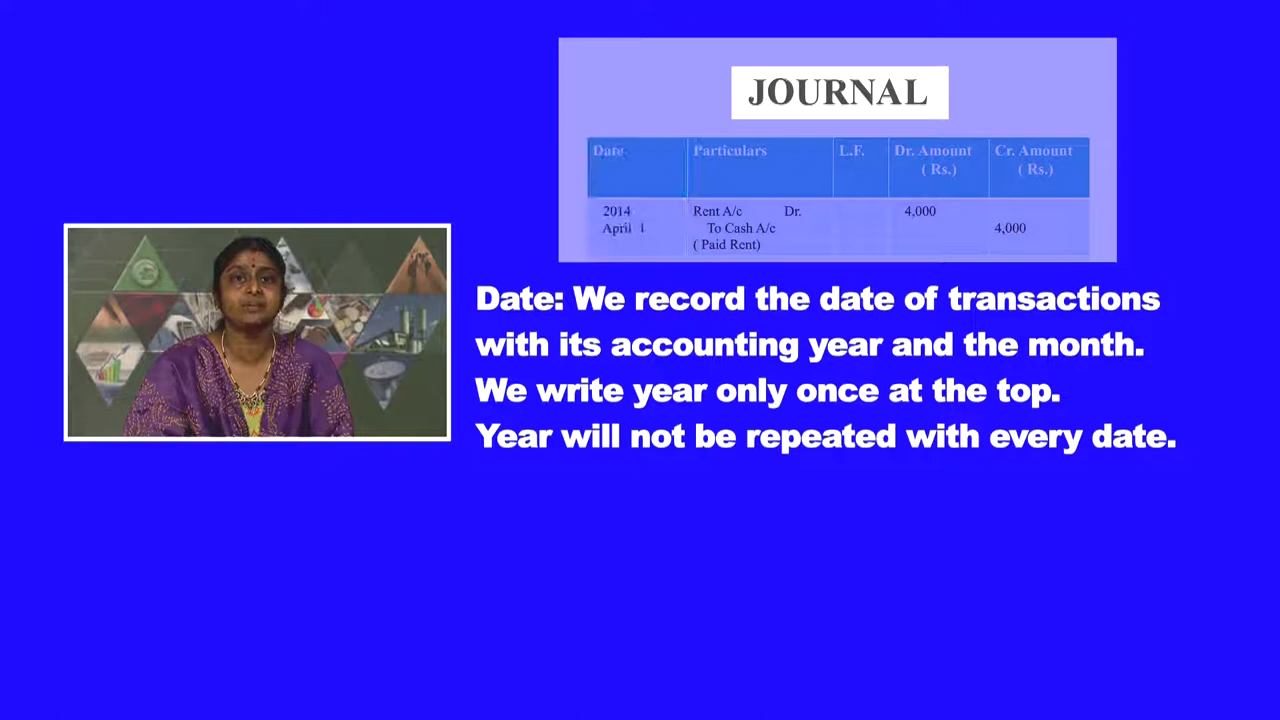 JOURNAL
Date Particulars L.F. Dr. Amount Cr. Amount
( Rs.) ( Rs.)
2014 Rent A/c Dr. 4,000
April 1 To Cash A/c 4,000
( Paid Rent)
Date: We record the date of transactions
with its accounting year and the month.
We write year only once at the top.
Year will not be repeated with every date.